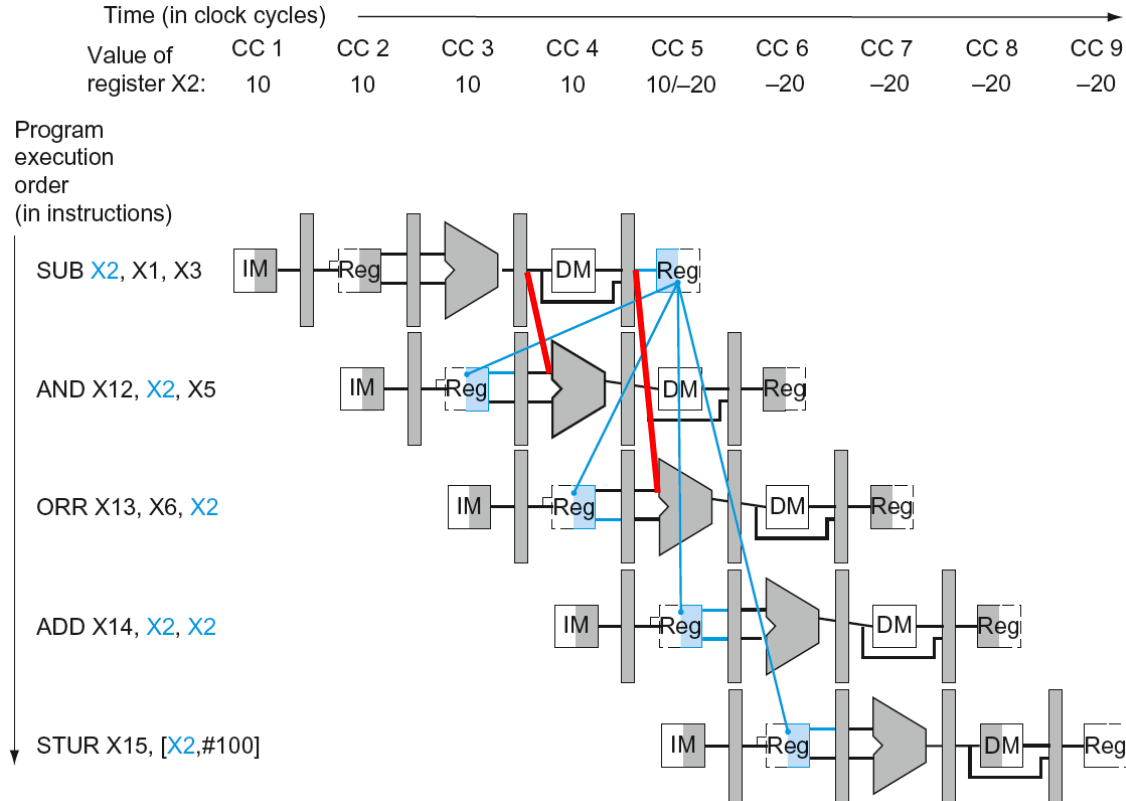 Time (in clock cycles)
Value of register X2:
CC 1 CC 2 CC 3 CC 4 CC 5 CC 6 CC 7 CC 8 CC 9
10 10 10 10 10/–20 –20 –20 –20 –20
Program
execution
order
(in instructions)
SUB X2, X1, X3
IM Reg DM Reg
AND X12, X2, X5
IM Reg DM Reg
ORR X13, X6, X2
IM Reg DM Reg
ADD X14, X2, X2
IM Reg DM Reg
STUR X15, [X2,#100]
IM Reg DM Reg